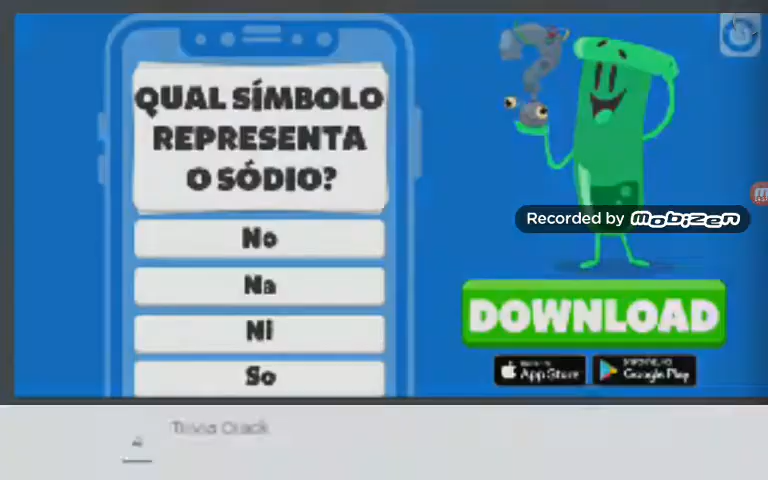 QUAL SÍMBOLO
REPRESENTA
O SÓDIO?
No
Na
Ni
So
Recorded by mobizen
DOWNLOAD
App Store
Google Play
Trivia Crack